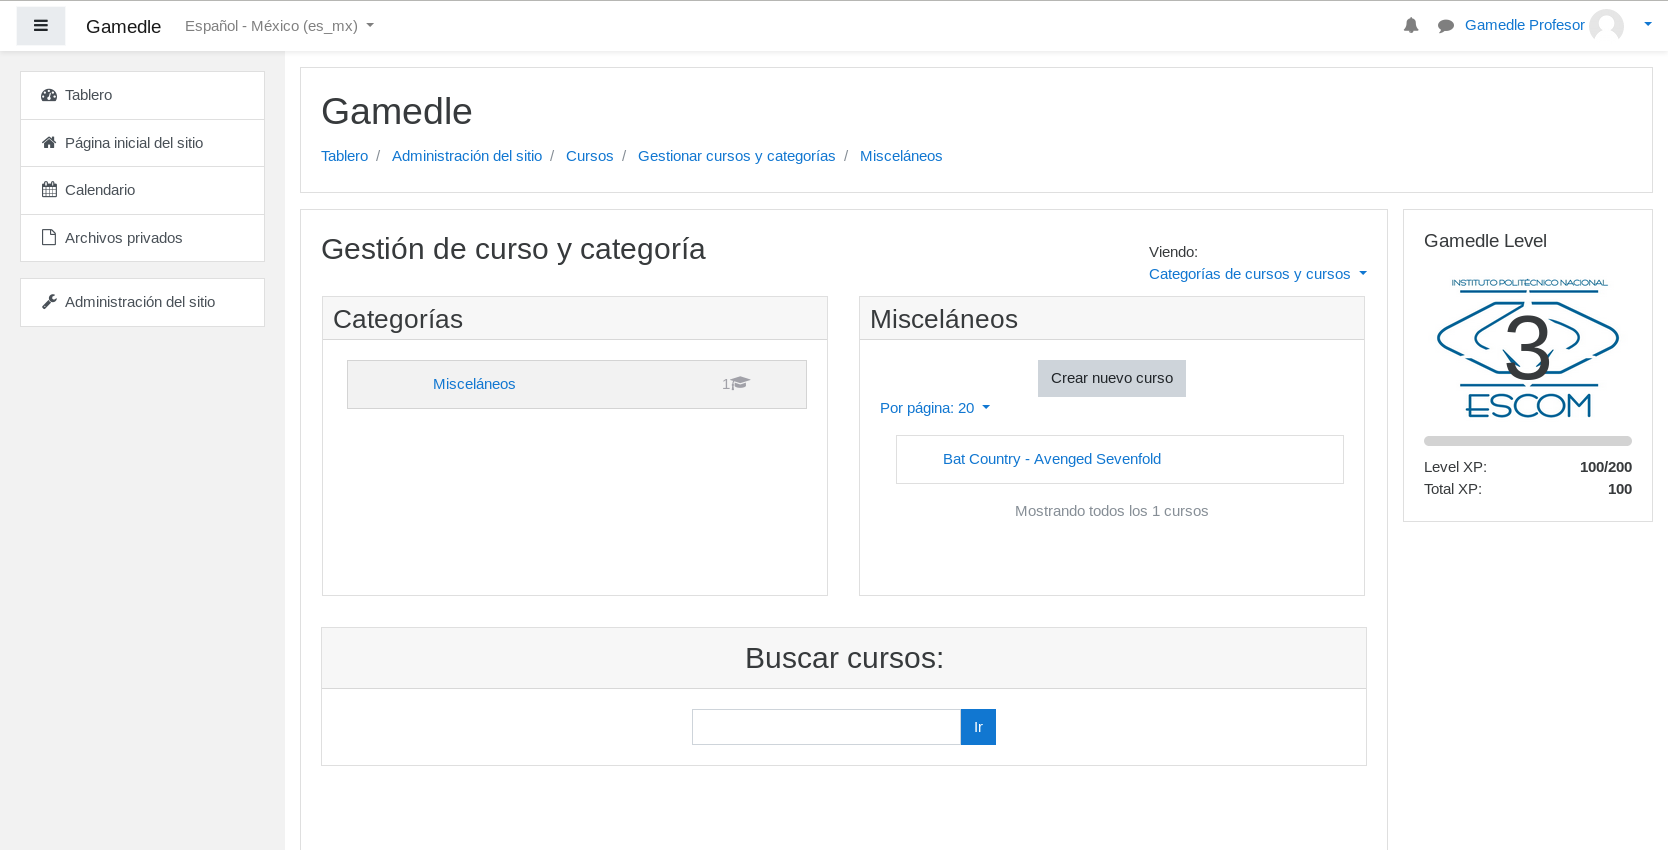 Gamedle Español - México (es_mx) Gamedle Profesor
Tablero
Página inicial del sitio
Calendario
Archivos privados
Administración del sitio
Gamedle
Tablero / Administración del sitio / Cursos / Gestionar cursos y categorías / Misceláneos
Gestión de curso y categoría
Viendo:
Categorías de cursos y cursos
Categorías
Misceláneos 1
Misceláneos
Crear nuevo curso
Por página: 20
Bat Country - Avenged Sevenfold
Mostrando todos los 1 cursos
Buscar cursos:
Ir
Gamedle Level
INSTITUTO POLITÉCNICO NACIONAL
3
ESCOM
Level XP: 100/200
Total XP: 100